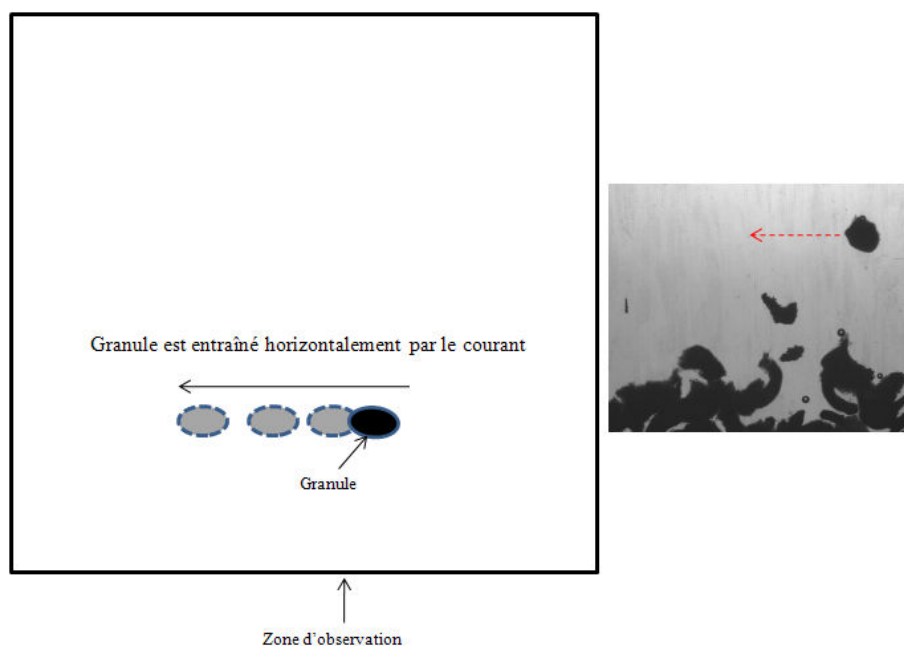 Granule est entraîné horizontalement par le courant
Granule
Zone d'observation